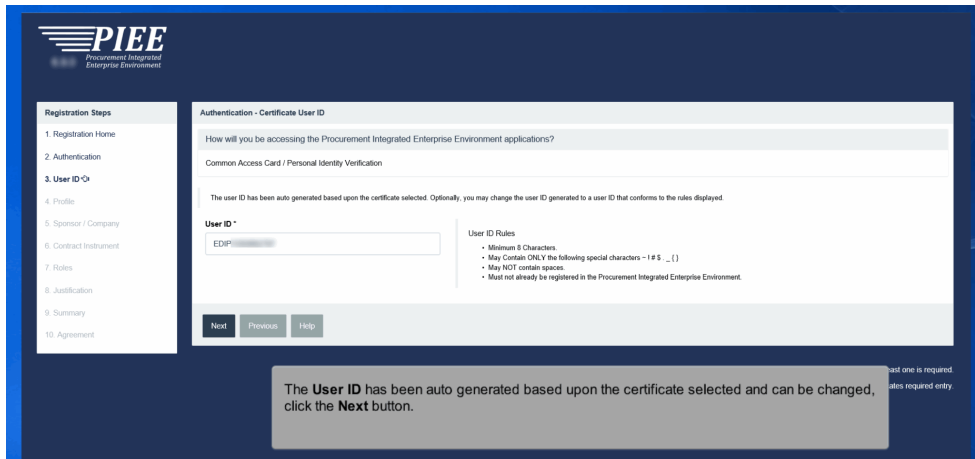 PIEE
Procurement Integrated
Enterprise Environment
Registration Steps
1. Registration Home
2. Authentication
3. User ID
4. Profile
5. Sponsor / Company
6. Contract Instrument
7. Roles
8. Justification
9. Summary
10. Agreement
Authentication - Certificate User ID
How will you be accessing the Procurement Integrated Enterprise Environment applications?
Common Access Card / Personal Identity Verification
The user ID has been auto generated based upon the certificate selected. Optionally, you may change the user ID generated to a user ID that conforms to the rules displayed.
User ID *
EDIP
User ID Rules
• Minimum 8 Characters.
• May Contain ONLY the following special characters ~ ! # $ . _ { }
• May NOT contain spaces.
• Must not already be registered in the Procurement Integrated Enterprise Environment.
Next Previous Help
east one is required.
ates required entry.
The User ID has been auto generated based upon the certificate selected and can be changed,
click the Next button.